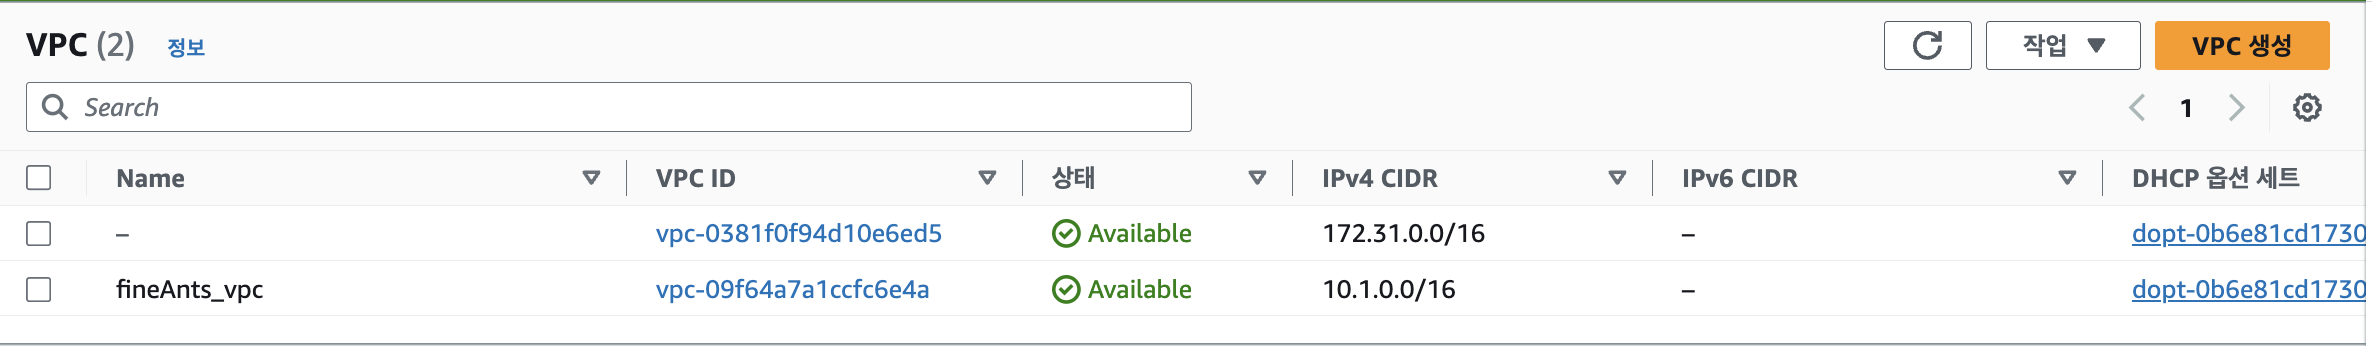 VPC (2) 정보 작업 VPC 생성
Search 1
Name VPC ID 상태 IPv4 CIDR IPv6 CIDR DHCP 옵션 세트
– vpc-0381f0f94d10e6ed5 Available 172.31.0.0/16 – dopt-0b6e81cd1730
fineAnts_vpc vpc-09f64a7a1ccfc6e4a Available 10.1.0.0/16 – dopt-0b6e81cd1730